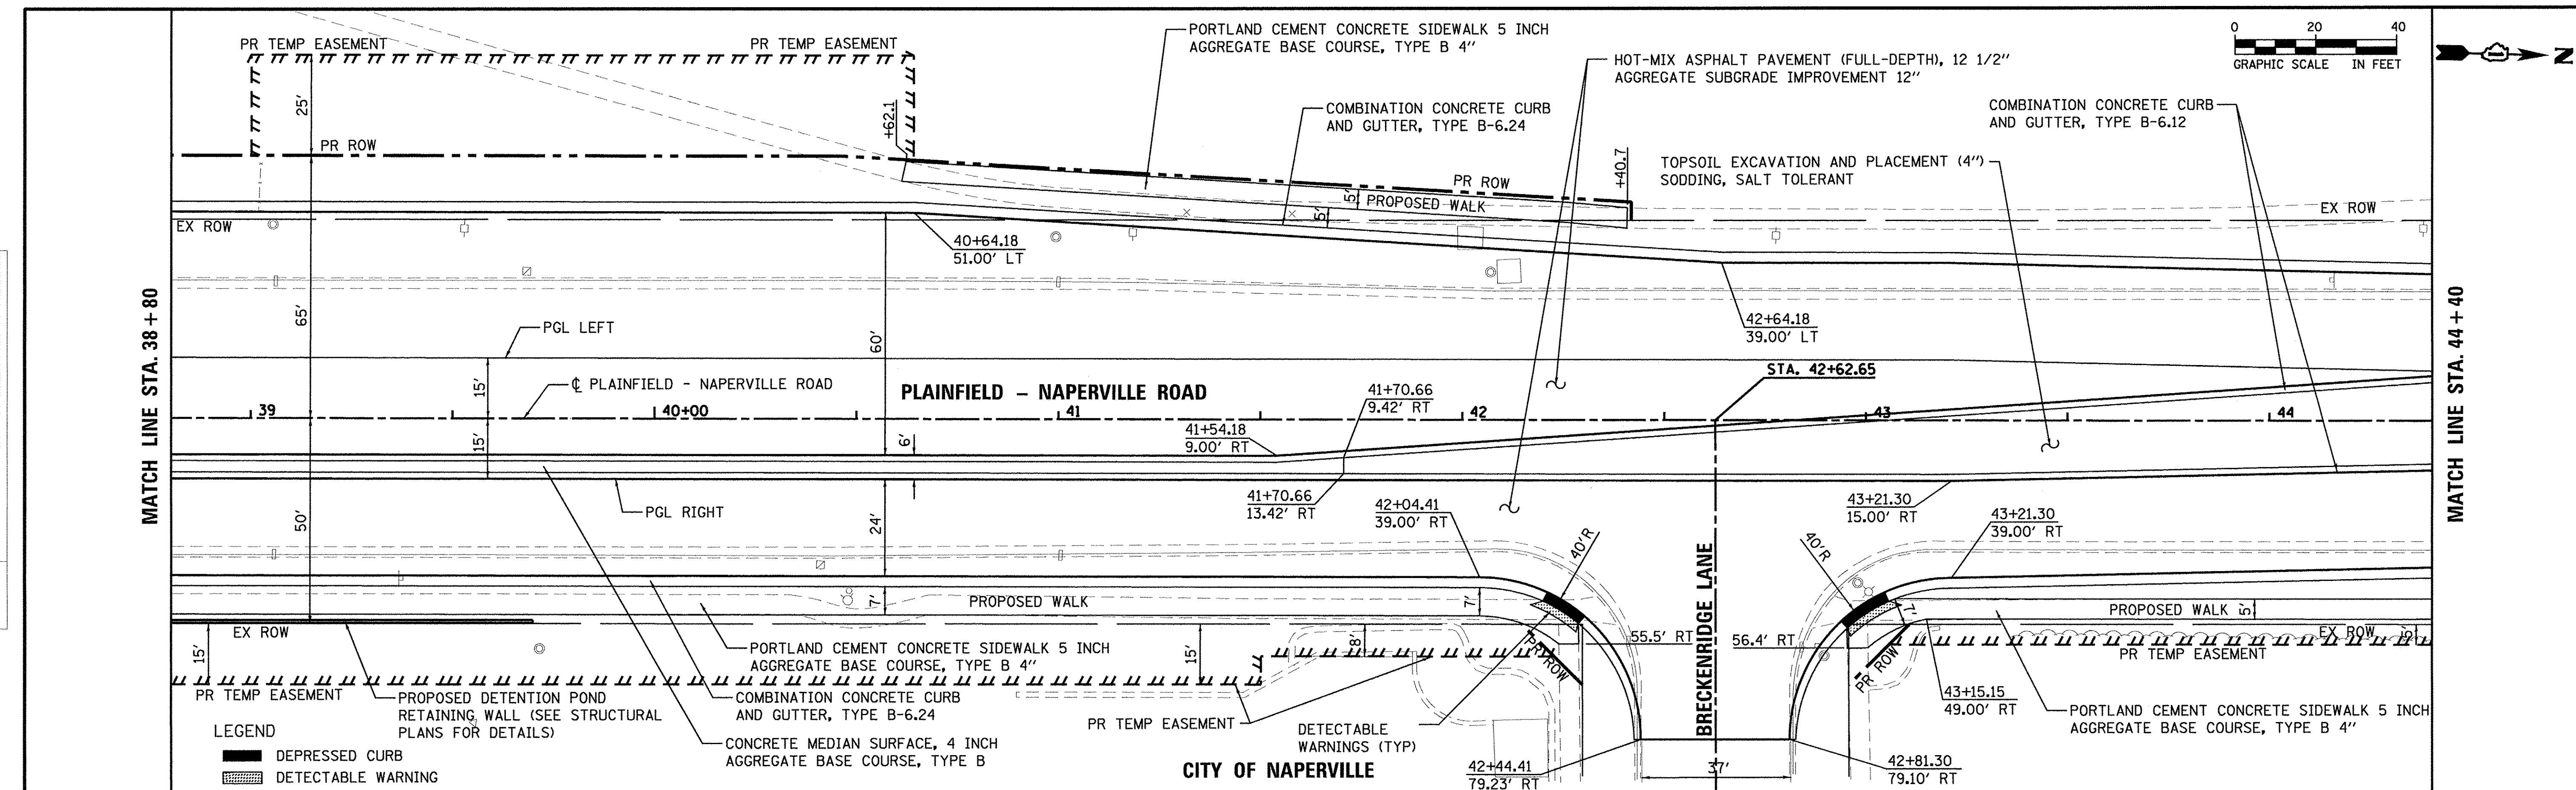 PR TEMP EASEMENT
PR TEMP EASEMENT
PORTLAND CEMENT CONCRETE SIDEWALK 5 INCH
AGGREGATE BASE COURSE, TYPE B 4"
HOT-MIX ASPHALT PAVEMENT (FULL-DEPTH), 12 1/2"
AGGREGATE SUBGRADE IMPROVEMENT 12"
0 20 40
GRAPHIC SCALE IN FEET
N
COMBINATION CONCRETE CURB
AND GUTTER, TYPE B-6.24
COMBINATION CONCRETE CURB
AND GUTTER, TYPE B-6.12
25'
+62.1
PR ROW
TOPSOIL EXCAVATION AND PLACEMENT (4")
SODDING, SALT TOLERANT
+40.7
PR ROW
5'
PROPOSED WALK
5'
EX ROW
EX ROW
40+64.18
51.00' LT
MATCH LINE STA. 38+80
MATCH LINE STA. 44+40
65'
60'
PGL LEFT
42+64.18
39.00' LT
15'
℄ PLAINFIELD - NAPERVILLE ROAD
PLAINFIELD - NAPERVILLE ROAD
STA. 42+62.65
41+70.66
9.42' RT
39
40+00
41
42
43
44
15'
6'
41+54.18
9.00' RT
41+70.66
13.42' RT
PGL RIGHT
50'
24'
42+04.41
39.00' RT
43+21.30
15.00' RT
43+21.30
39.00' RT
40'R
40'R
BRECKENRIDGE LANE
7'
PROPOSED WALK
7'
7'
PROPOSED WALK
5'
EX ROW
55.5' RT
56.4' RT
EX ROW
5'
15'
15'
8'
PR ROW
PR ROW
PR TEMP EASEMENT
PORTLAND CEMENT CONCRETE SIDEWALK 5 INCH
AGGREGATE BASE COURSE, TYPE B 4"
PR TEMP EASEMENT
PROPOSED DETENTION POND
RETAINING WALL (SEE STRUCTURAL
PLANS FOR DETAILS)
COMBINATION CONCRETE CURB
AND GUTTER, TYPE B-6.24
PR TEMP EASEMENT
DETECTABLE
WARNINGS (TYP)
43+15.15
49.00' RT
PORTLAND CEMENT CONCRETE SIDEWALK 5 INCH
AGGREGATE BASE COURSE, TYPE B 4"
LEGEND
DEPRESSED CURB
DETECTABLE WARNING
CONCRETE MEDIAN SURFACE, 4 INCH
AGGREGATE BASE COURSE, TYPE B
CITY OF NAPERVILLE
42+44.41
79.23' RT
37'
42+81.30
79.10' RT